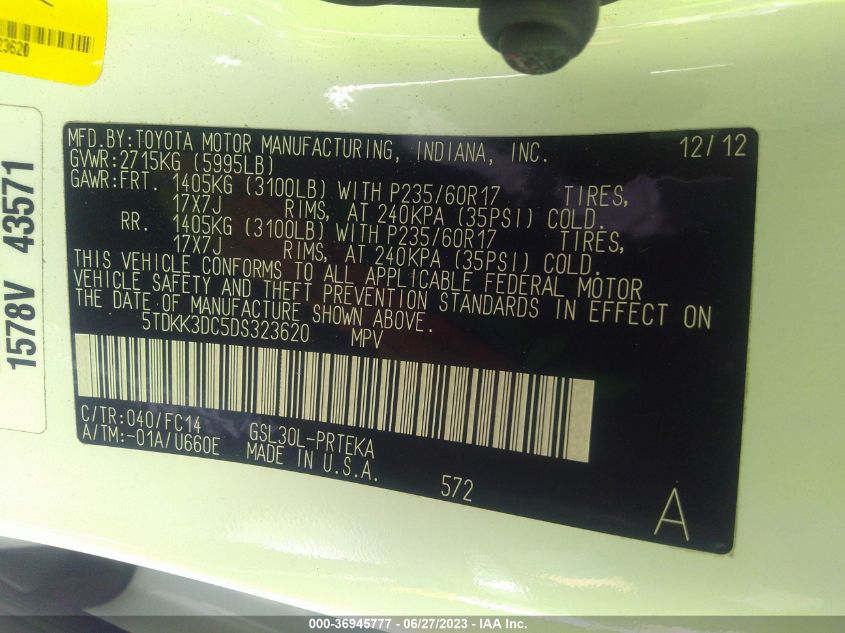 23620
1578V 43571
MFD.BY:TOYOTA MOTOR MANUFACTURING, INDIANA, INC. 12/12
GVWR:2715KG (5995LB)
GAWR:FRT. 1405KG (3100LB) WITH P235/60R17 TIRES,
17X7J RIMS, AT 240KPA (35PSI) COLD.
RR. 1405KG (3100LB) WITH P235/60R17 TIRES,
17X7J RIMS, AT 240KPA (35PSI) COLD.
THIS VEHICLE CONFORMS TO ALL APPLICABLE FEDERAL MOTOR
VEHICLE SAFETY AND THEFT PREVENTION STANDARDS IN EFFECT ON
THE DATE OF MANUFACTURE SHOWN ABOVE.
5TDKK3DC5DS323620 MPV
C/TR:040/FC14
A/TM:-01A/U660E GSL30L-PRTEKA
MADE IN U.S.A.
572
A
000-36945777 - 06/27/2023 - IAA Inc.